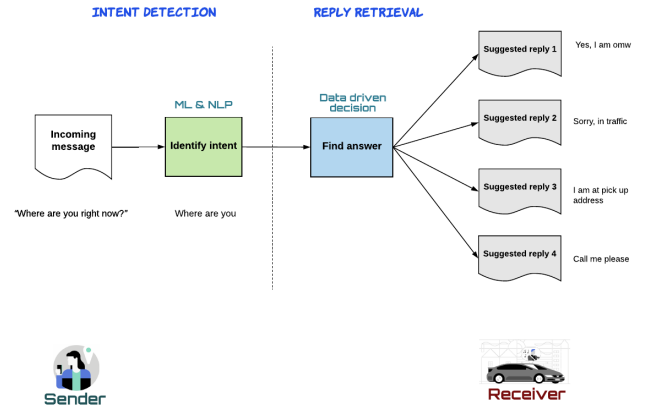 INTENT DETECTION
REPLY RETRIEVAL
Suggested reply 1
Yes, I am omw
ML & NLP
Data driven
decision
Suggested reply 2
Sorry, in traffic
Incoming
message
Identify intent
Find answer
Suggested reply 3
I am at pick up
address
"Where are you right now?"
Where are you
Suggested reply 4
Call me please
Sender
Receiver